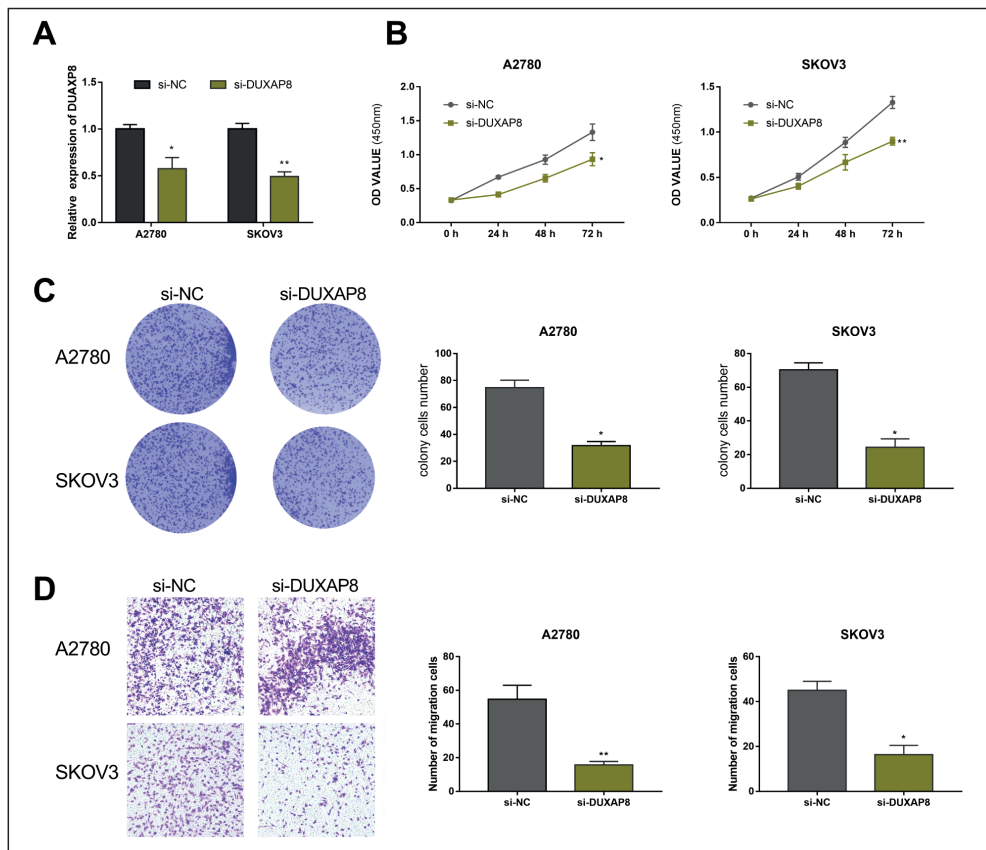 A
si-NC
si-DUXAP8
Relative expression of DUAXP8
1.5
1.0
0.5
0.0
*
**
A2780
SKOV3
B
A2780
OD VALUE (450nm)
2.0
1.5
1.0
0.5
0.0
si-NC
si-DUXAP8
*
0 h
24 h
48 h
72 h
SKOV3
OD VALUE (450nm)
1.5
1.0
0.5
0.0
si-NC
si-DUXAP8
**
0 h
24 h
48 h
72 h
C
si-NC
si-DUXAP8
A2780
SKOV3
A2780
colony cells number
100
80
60
40
20
0
*
si-NC
si-DUXAP8
SKOV3
colony cells number
80
60
40
20
0
*
si-NC
si-DUXAP8
D
si-NC
si-DUXAP8
A2780
SKOV3
A2780
Number of migration cells
80
60
40
20
0
**
si-NC
si-DUXAP8
SKOV3
Number of migration cells
60
40
20
0
*
si-NC
si-DUXAP8